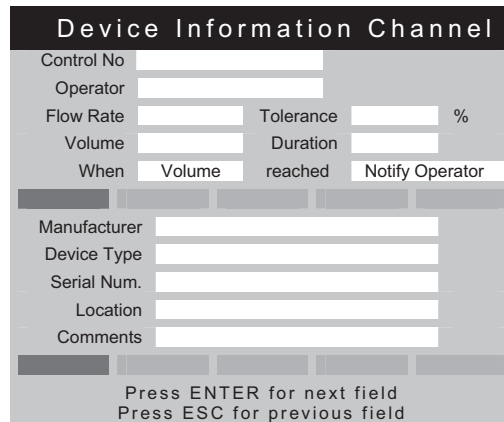 Device Information Channel
Control No
Operator
Flow Rate Tolerance %
Volume Duration
When Volume reached Notify Operator
Manufacturer
Device Type
Serial Num.
Location
Comments
Press ENTER for next field
Press ESC for previous field